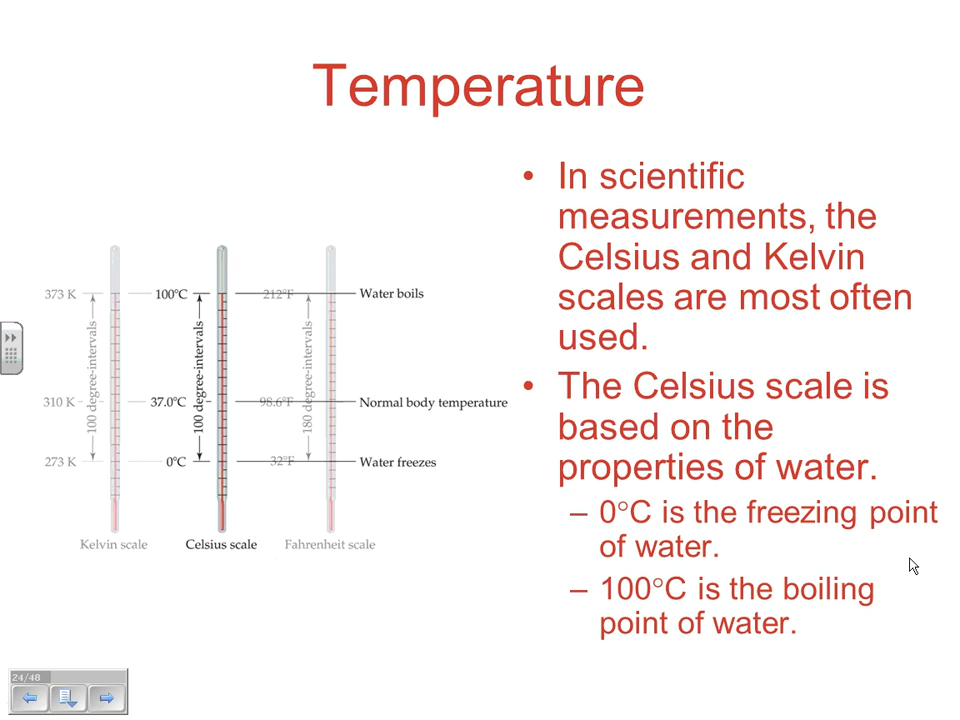 Temperature
• In scientific
measurements, the
Celsius and Kelvin
scales are most often
used.
• The Celsius scale is
based on the
properties of water.
– 0°C is the freezing point
of water.
– 100°C is the boiling
point of water.
373 K 100°C 212°F Water boils
100 degree-intervals 100 degree-intervals 180 degree-intervals
310 K 37.0°C 98.6°F Normal body temperature
273 K 0°C 32°F Water freezes
Kelvin scale Celsius scale Fahrenheit scale
24/48